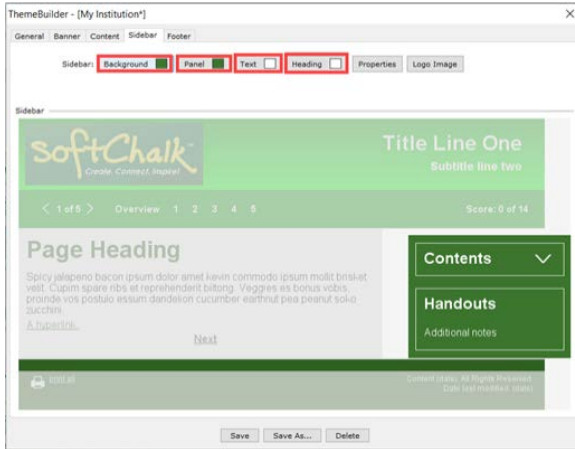 ThemeBuilder - [My Institution*]
General Banner Content Sidebar Footer
Sidebar: Background Panel Text Heading Properties Logo Image
Sidebar
SoftChalk
Create. Connect. Inspire!
Title Line One
Subtitle line two
< 1 of 5 > Overview 1 2 3 4 5 Score: 0 of 14
Page Heading
Spicy jalapeno bacon ipsum dolor amet kevin commodo ipsum mollit brisket
velit. Cupim spare ribs et reprehenderit biltong. Veggies es bonus vobis,
proinde vos postulo essum dandelion cucumber earthnut pea peanut soko
zucchini.
A hyperlink.
Next
Contents
Handouts
Additional notes
Content (date). All Rights Reserved.
Date last modified: (date)
Save Save As... Delete